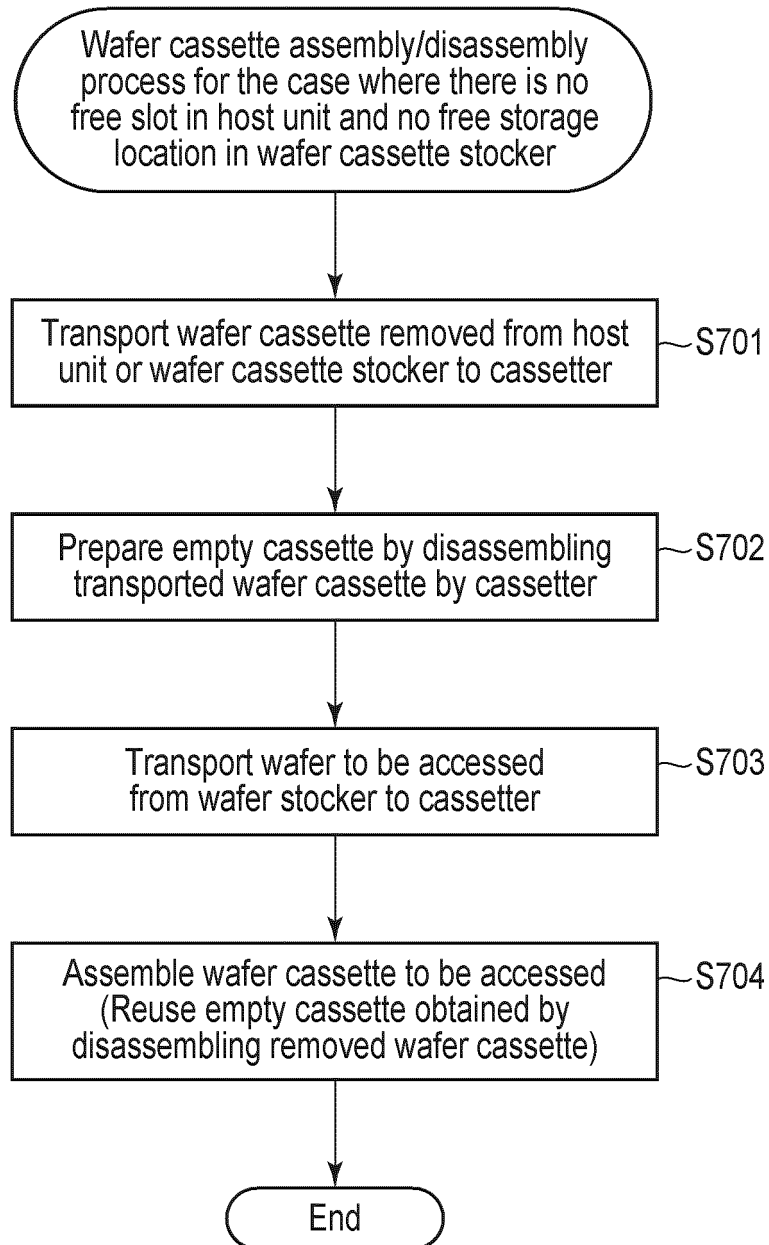 Wafer cassette assembly/disassembly
process for the case where there is no
free slot in host unit and no free storage
location in wafer cassette stocker
Transport wafer cassette removed from host
unit or wafer cassette stocker to cassetter
S701
Prepare empty cassette by disassembling
transported wafer cassette by cassetter
S702
Transport wafer to be accessed
from wafer stocker to cassetter
S703
Assemble wafer cassette to be accessed
(Reuse empty cassette obtained by
disassembling removed wafer cassette)
S704
End